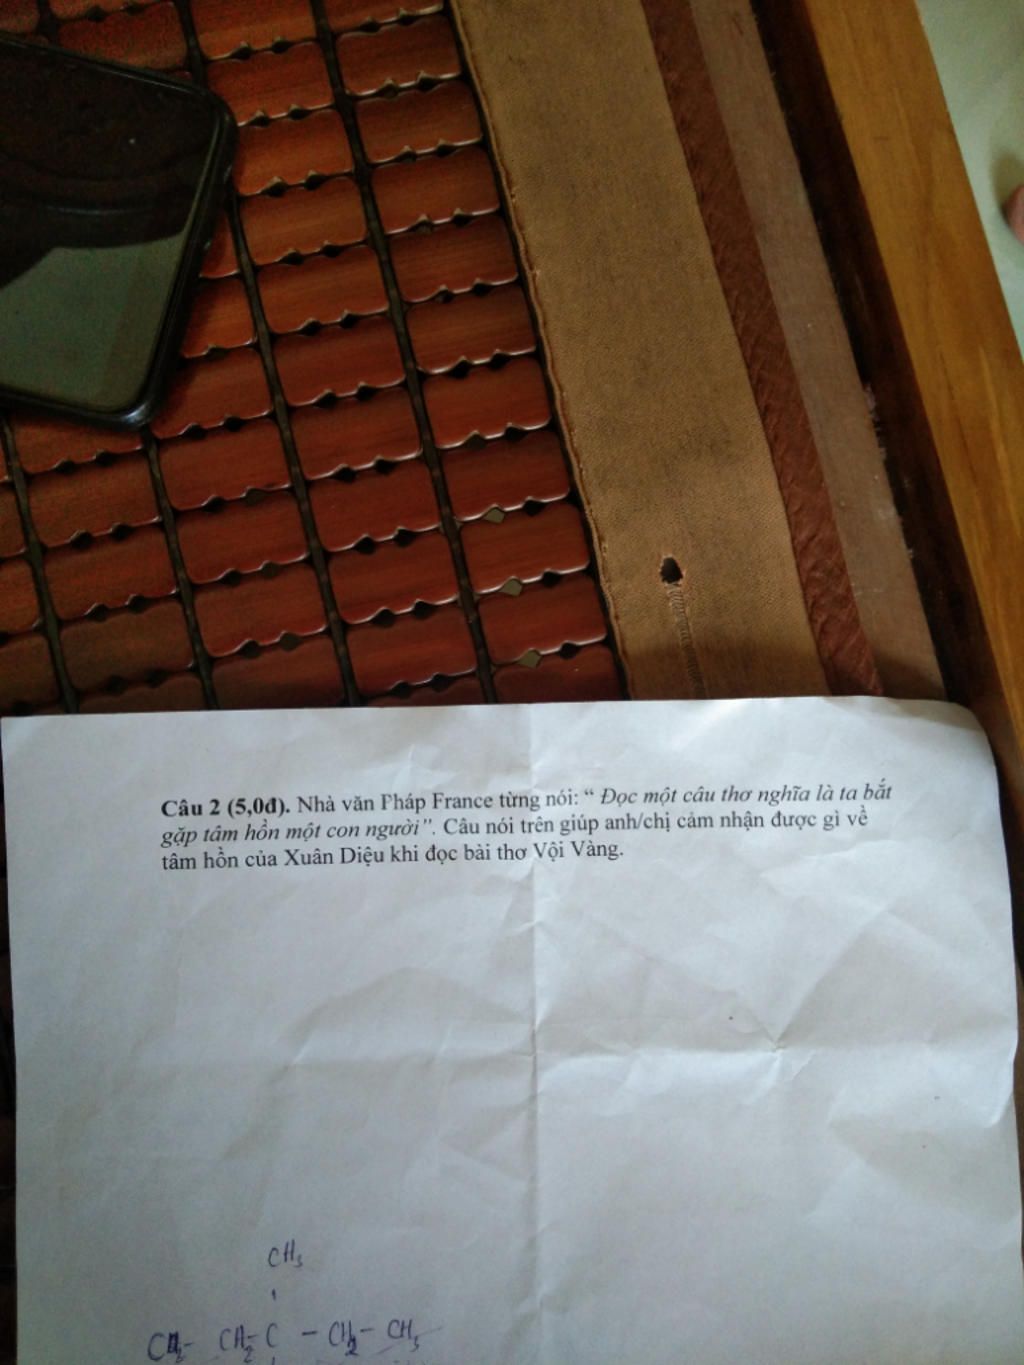 Câu 2 (5,0đ). Nhà văn Pháp France từng nói: “ Đọc một câu thơ nghĩa là ta bắt
gặp tâm hồn một con người”. Câu nói trên giúp anh/chị cảm nhận được gì về
tâm hồn của Xuân Diệu khi đọc bài thơ Vội Vàng.
CH3
CH2- CH2- C - CH2- CH3